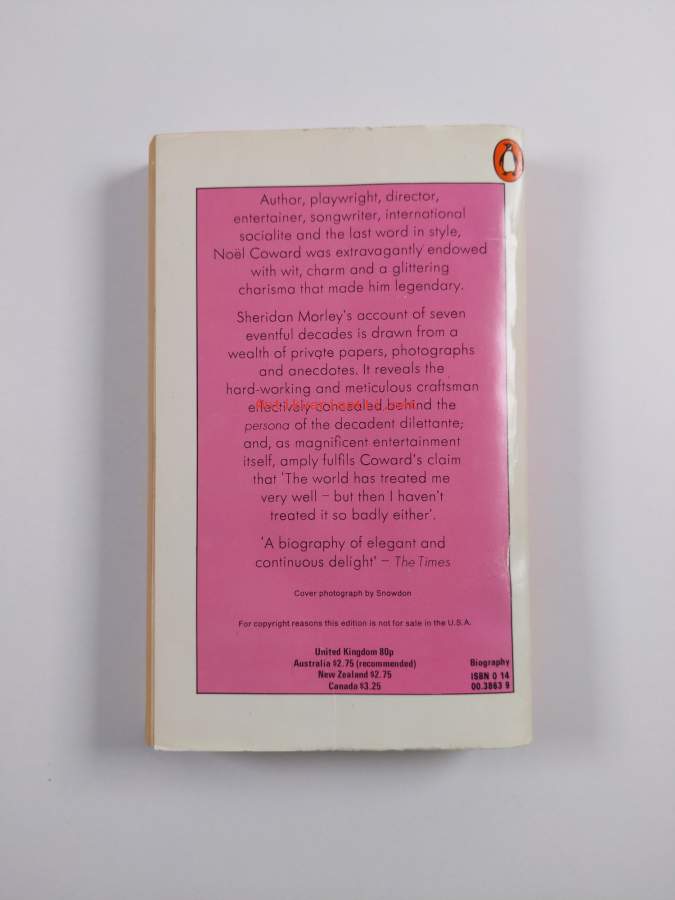 Author, playwright, director,
entertainer, songwriter, international
socialite and the last word in style,
Noël Coward was extravagantly endowed
with wit, charm and a glittering
charisma that made him legendary.
Sheridan Morley's account of seven
eventful decades is drawn from a
wealth of private papers, photographs
and anecdotes. It reveals the
hard-working and meticulous craftsman
effectively concealed behind the
persona of the decadent dilettante;
and, as magnificent entertainment
itself, amply fulfils Coward's claim
that 'The world has treated me
very well – but then I haven't
treated it so badly either'.
'A biography of elegant and
continuous delight' – The Times
Cover photograph by Snowdon
For copyright reasons this edition is not for sale in the U.S.A.
United Kingdom 80p
Australia $2.75 (recommended)
New Zealand $2.75
Canada $3.25
Biography
ISBN 0 14
00.3863 9